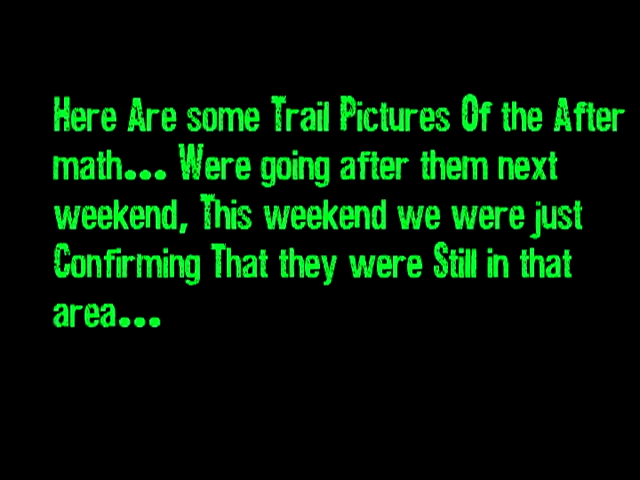 Here Are some Trail Pictures Of the After
math... Were going after them next
weekend, This weekend we were just
Confirming That they were Still in that
area...